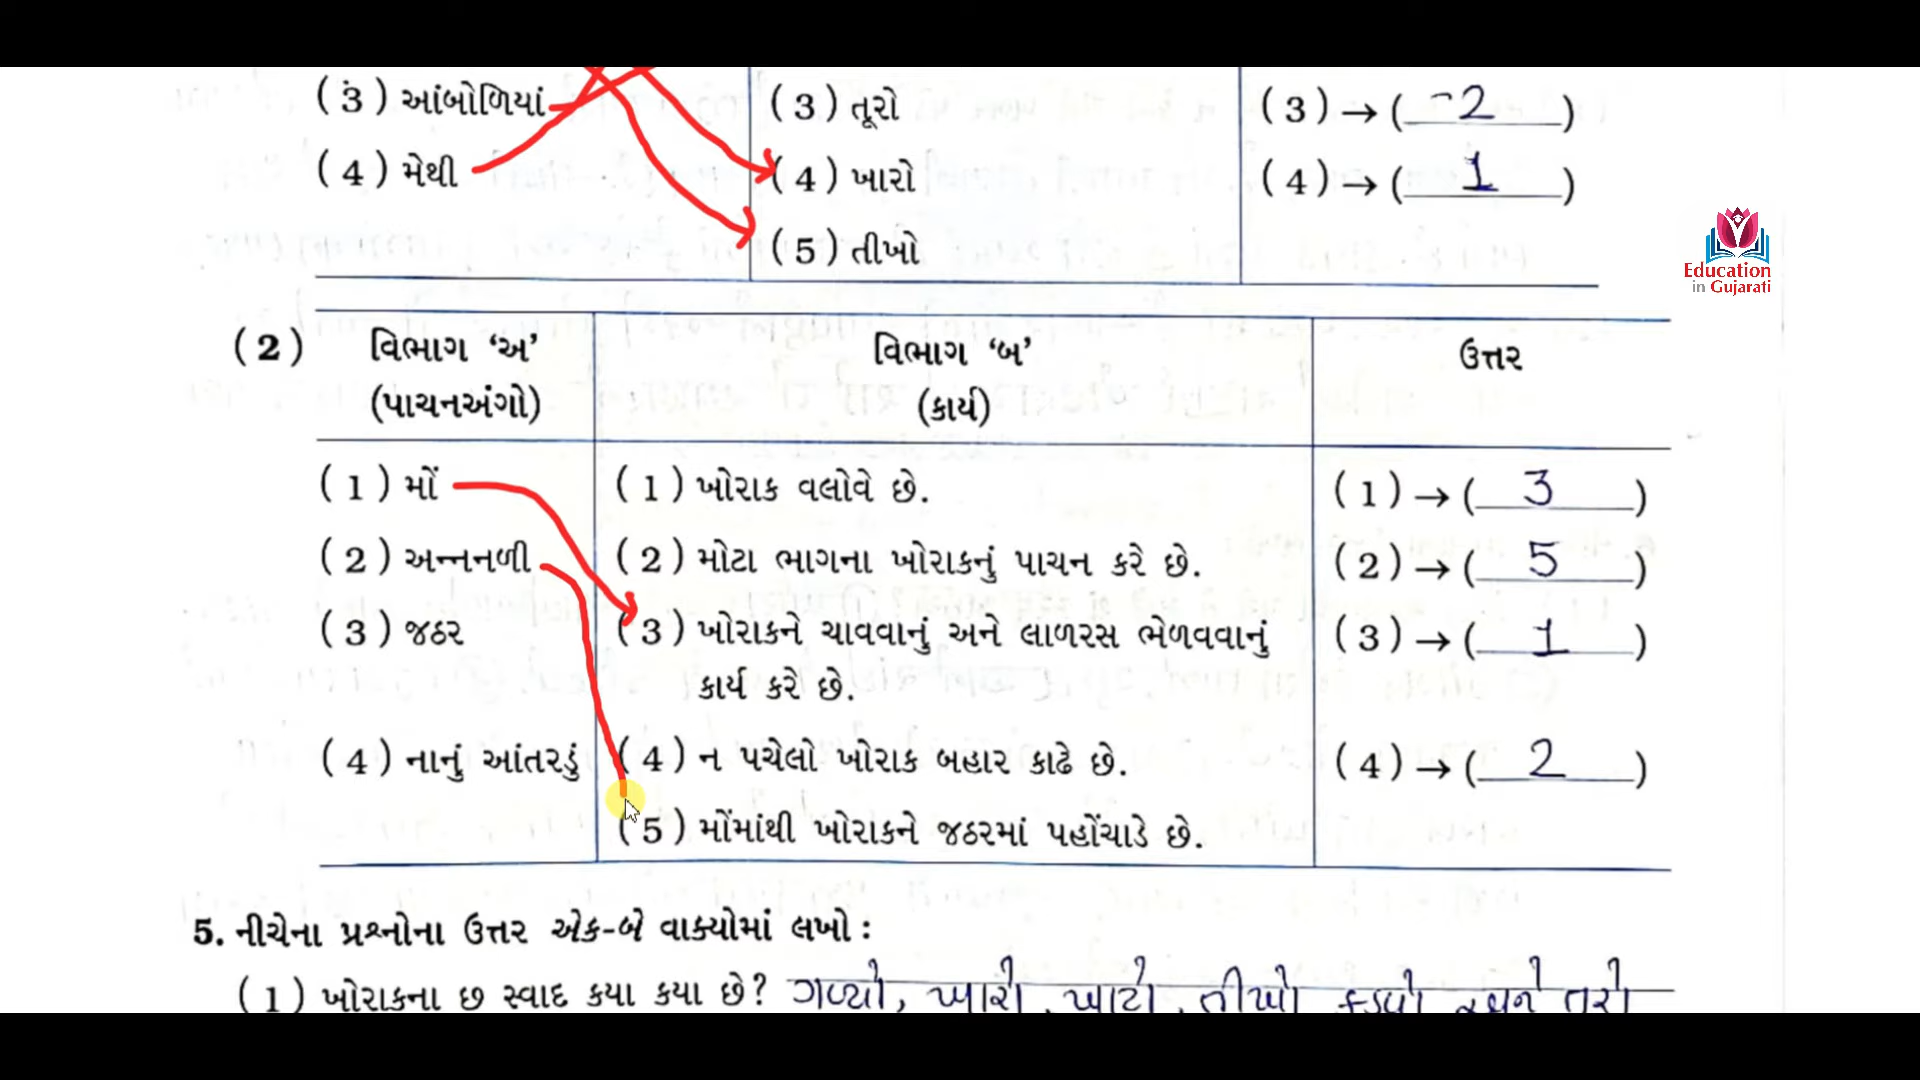 (3) આંબોળિયાં (3) તૂરો (3) → ( 2 )
(4) મેથી (4) ખારો (4) → ( 1 )
(5) તીખો
Education
in Gujarati
(2) વિભાગ ‘અ’ વિભાગ ‘બ’ ઉત્તર
(પાચનઅંગો) (કાર્ય)
(1) મોં (1) ખોરાક વલોવે છે. (1) → ( 3 )
(2) અન્નનળી (2) મોટા ભાગના ખોરાકનું પાચન કરે છે. (2) → ( 5 )
(3) જઠર (3) ખોરાકને ચાવવાનું અને લાળરસ ભેળવવાનું (3) → ( 1 )
કાર્ય કરે છે.
(4) નાનું આંતરડું (4) ન પચેલો ખોરાક બહાર કાઢે છે. (4) → ( 2 )
(5) મોંમાંથી ખોરાકને જઠરમાં પહોંચાડે છે.
5. નીચેના પ્રશ્નોના ઉત્તર એક-બે વાક્યોમાં લખો :
(1) ખોરાકના છ સ્વાદ કયા કયા છે? ગળ્યો, ખારો, ખાટો, તીખો કડવો અને તૂરો